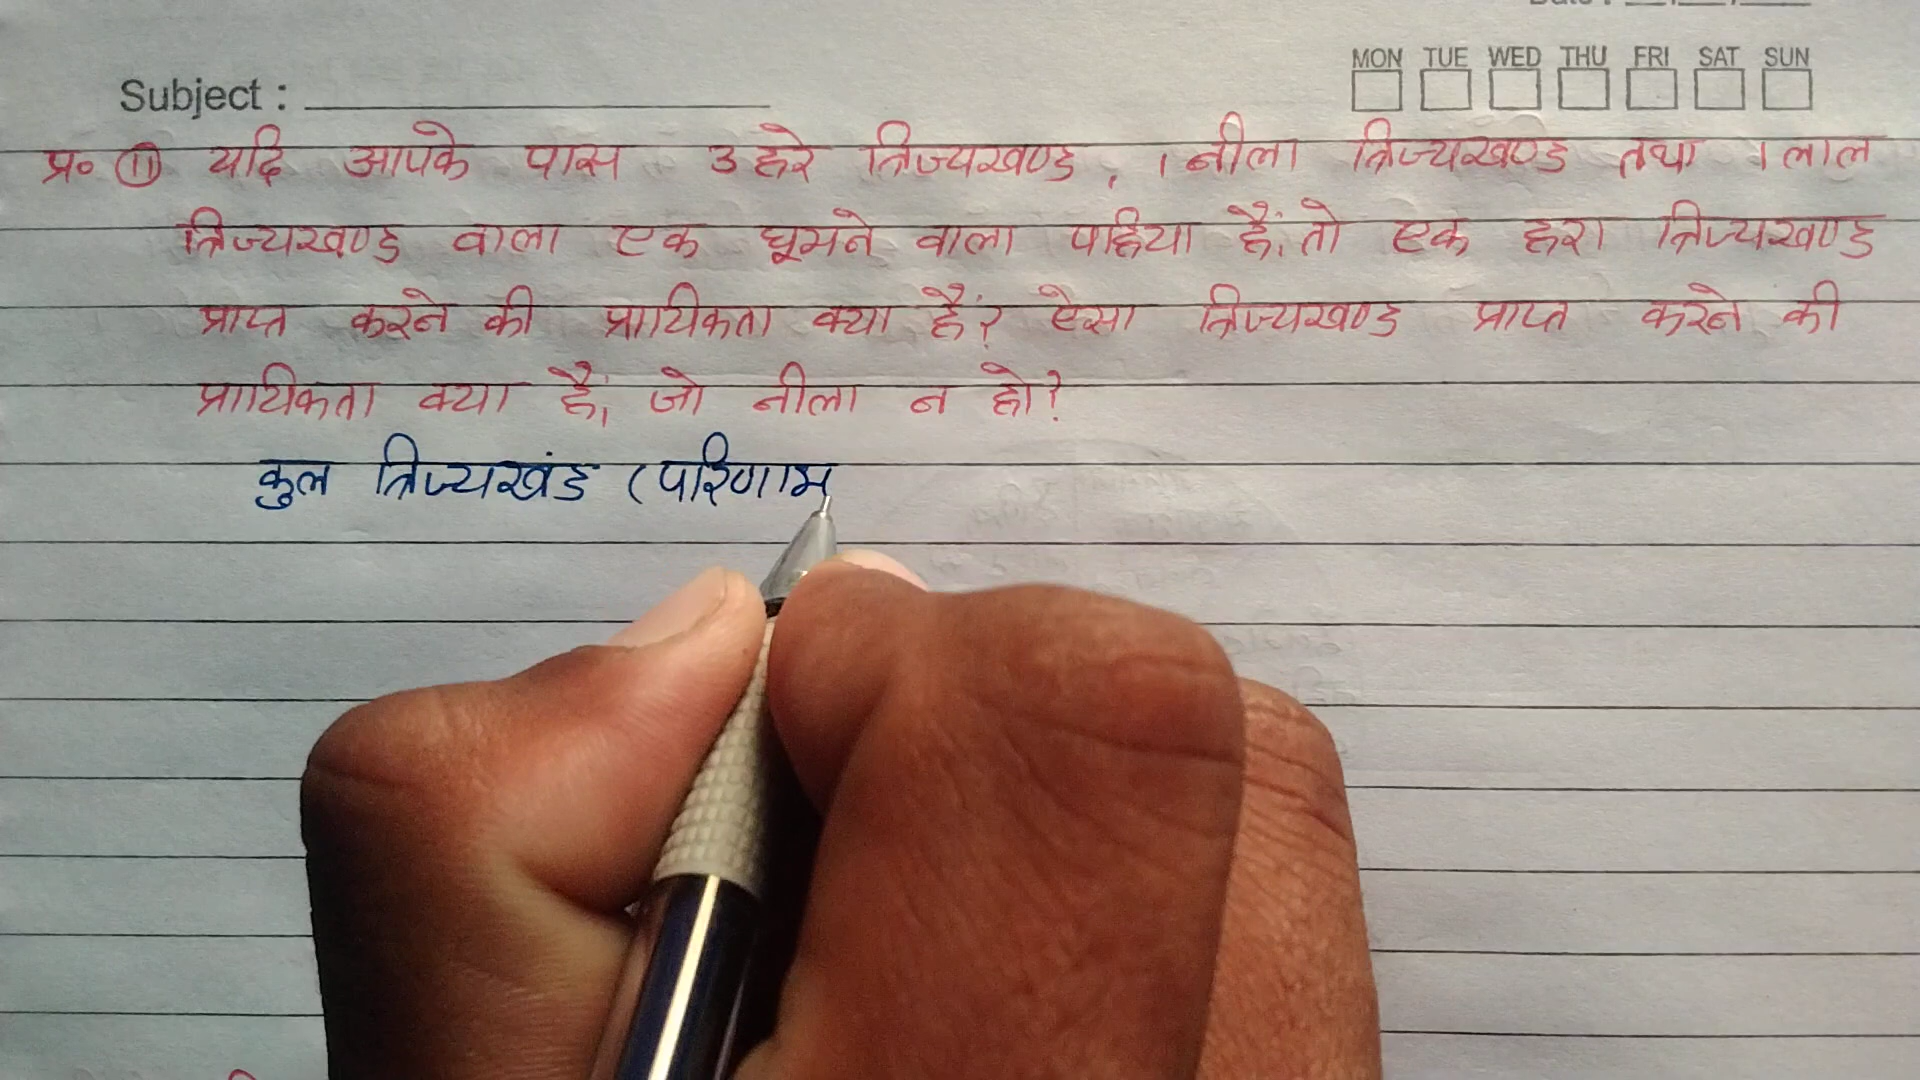 MON TUE WED THU FRI SAT SUN
Subject :
प्र० ⑪ यदि आपके पास 3 हरे त्रिज्यखण्ड, 1 नीला त्रिज्यखण्ड तथा 1 लाल
त्रिज्यखण्ड वाला एक घूमने वाला पहिया है, तो एक हरा त्रिज्यखण्ड
प्राप्त करने की प्रायिकता क्या है? ऐसा त्रिज्यखण्ड प्राप्त करने की
प्रायिकता क्या है, जो नीला न हो?
कुल त्रिज्यखंड (परिणाम